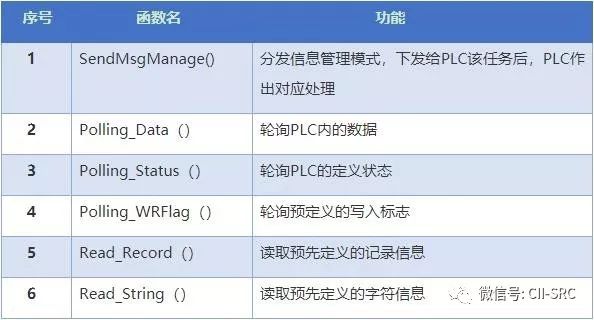 序号 函数名 功能
1 SendMsgManage() 分发信息管理模式，下发给PLC该任务后，PLC作
出对应处理
2 Polling_Data（） 轮询PLC内的数据
3 Polling_Status（） 轮询PLC的定义状态
4 Polling_WRFlag（） 轮询预定义的写入标志
5 Read_Record（） 读取预先定义的记录信息
6 Read_String（） 读取预先定义的字符信息
微信号: CII-SRC